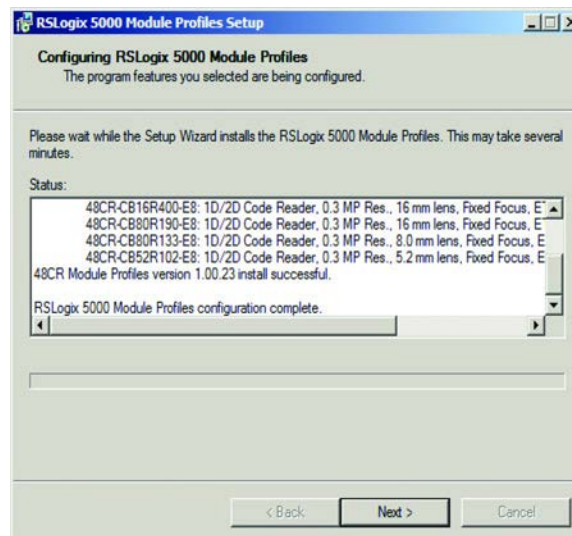 RSLogix 5000 Module Profiles Setup
Configuring RSLogix 5000 Module Profiles
The program features you selected are being configured.
Please wait while the Setup Wizard installs the RSLogix 5000 Module Profiles. This may take several
minutes.
Status:
48CR-CB16R400-E8: 1D/2D Code Reader, 0.3 MP Res., 16 mm lens, Fixed Focus, E
48CR-CB80R190-E8: 1D/2D Code Reader, 0.3 MP Res., 16 mm lens, Fixed Focus, E
48CR-CB80R133-E8: 1D/2D Code Reader, 0.3 MP Res., 8.0 mm lens, Fixed Focus, E
48CR-CB52R102-E8: 1D/2D Code Reader, 0.3 MP Res., 5.2 mm lens, Fixed Focus, E
48CR Module Profiles version 1.00.23 install successful.
RSLogix 5000 Module Profiles configuration complete.
< Back
Next >
Cancel